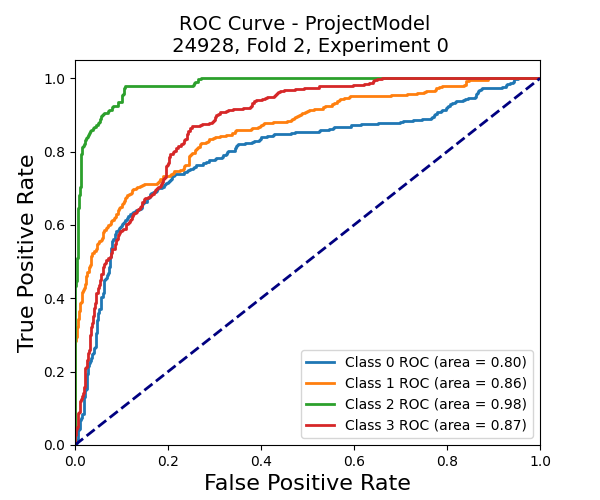 ROC Curve - ProjectModel
24928, Fold 2, Experiment 0
True Positive Rate
1.0
0.8
0.6
0.4
0.2
0.0
0.0 0.2 0.4 0.6 0.8 1.0
False Positive Rate
Class 0 ROC (area = 0.80)
Class 1 ROC (area = 0.86)
Class 2 ROC (area = 0.98)
Class 3 ROC (area = 0.87)